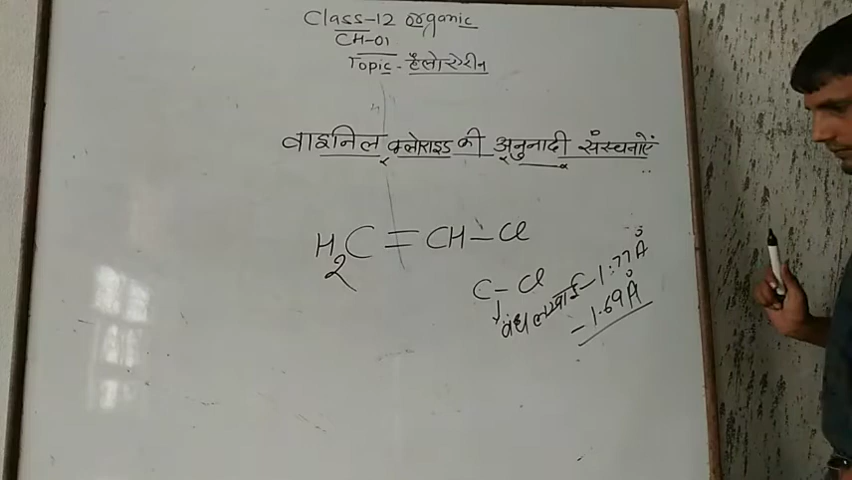 Class-12 organic
CH-01
Topic - हैलोएरीन
वाइनिल क्लोराइड की अनुनादी संरचनाएें
H2C = CH - Cl
C - Cl
बंध लम्बाई - 1.77 Å
- 1.69 Å